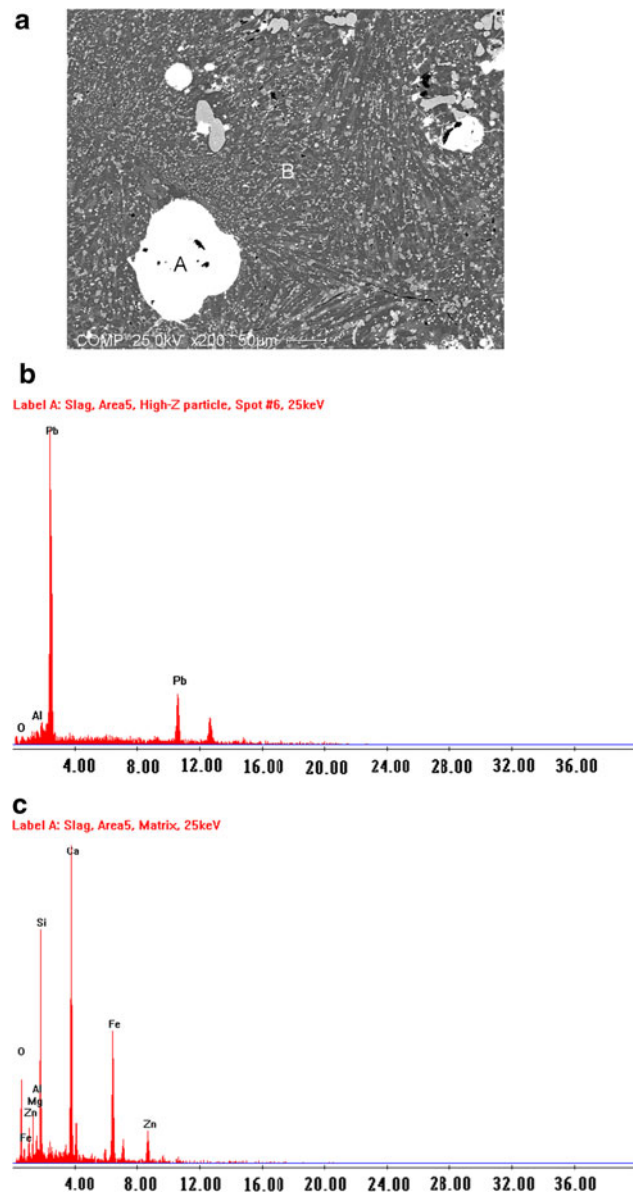 a
B
A
COMP 25.0kV x200 50µm
b
Label A: Slag, Area5, High-Z particle, Spot #6, 25keV
Pb
Pb
Al
O
4.00 8.00 12.00 16.00 20.00 24.00 28.00 32.00 36.00
c
Label A: Slag, Area5, Matrix, 25keV
Ca
Si
Fe
O
Al
Mg
Zn
Zn
Fe
4.00 8.00 12.00 16.00 20.00 24.00 28.00 32.00 36.00